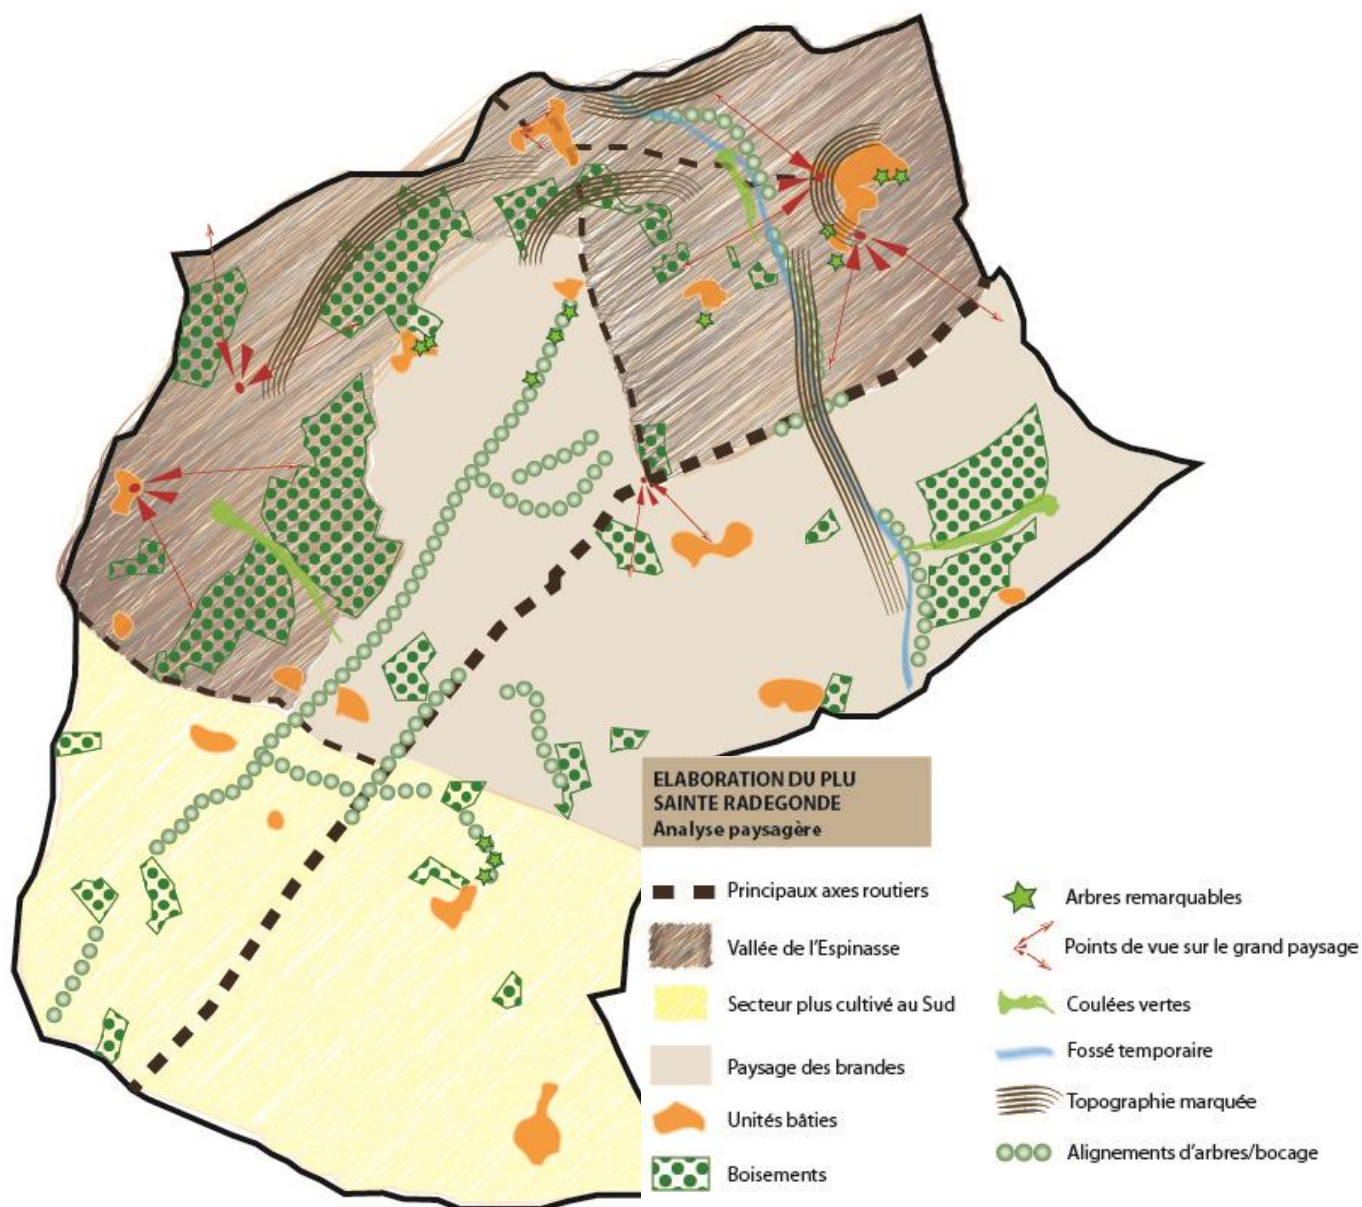 ELABORATION DU PLU
SAINTE RADEGONDE
Analyse paysagère
Principaux axes routiers
Vallée de l'Espinasse
Secteur plus cultivé au Sud
Paysage des brandes
Unités bâties
Boisements
Arbres remarquables
Points de vue sur le grand paysage
Coulées vertes
Fossé temporaire
Topographie marquée
Alignements d'arbres/bocage